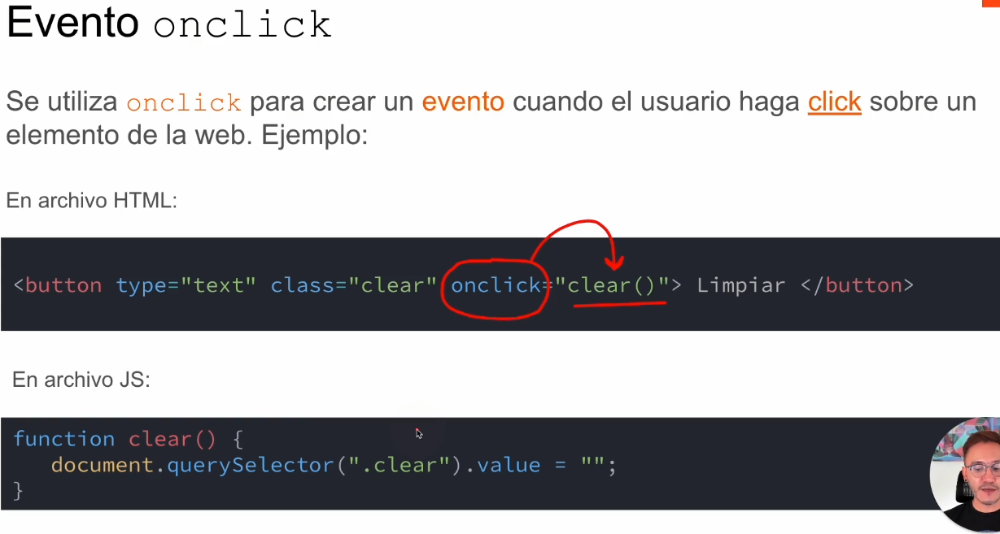 Evento onclick
Se utiliza onclick para crear un evento cuando el usuario haga click sobre un
elemento de la web. Ejemplo:
En archivo HTML:
<button type="text" class="clear" onclick="clear()"> Limpiar </button>
En archivo JS:
function clear() {
   document.querySelector(".clear").value = "";
}